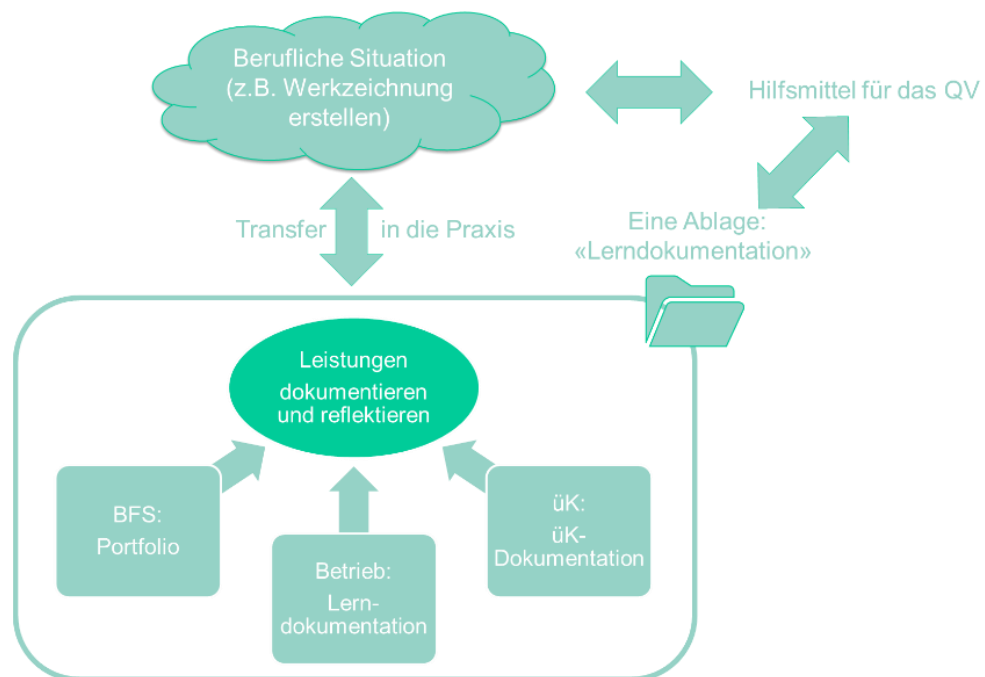 Berufliche Situation
(z.B. Werkzeichnung
erstellen)
Hilfsmittel für das QV
Transfer in die Praxis
Eine Ablage:
«Lerndokumentation»
Leistungen
dokumentieren
und reflektieren
BFS:
Portfolio
Betrieb:
Lern-
dokumentation
üK:
üK-
Dokumentation